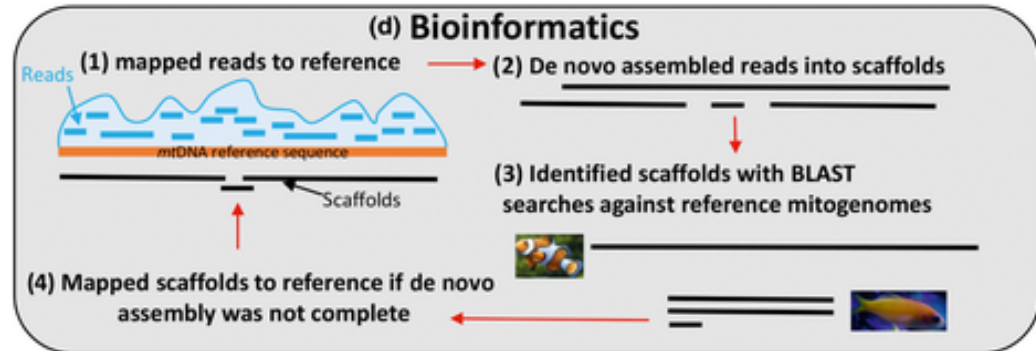 (d) Bioinformatics
(1) mapped reads to reference
Reads
mtDNA reference sequence
Scaffolds
(2) De novo assembled reads into scaffolds
(3) Identified scaffolds with BLAST
searches against reference mitogenomes
(4) Mapped scaffolds to reference if de novo
assembly was not complete